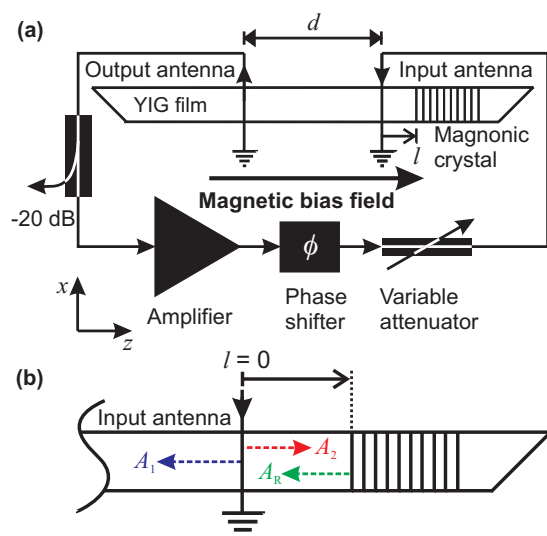 (a)
d
Output antenna
Input antenna
YIG film
Magnonic
crystal
l
Magnetic bias field
-20 dB
ϕ
x
z
Amplifier
Phase
shifter
Variable
attenuator
(b)
l = 0
Input antenna
A1
A2
AR